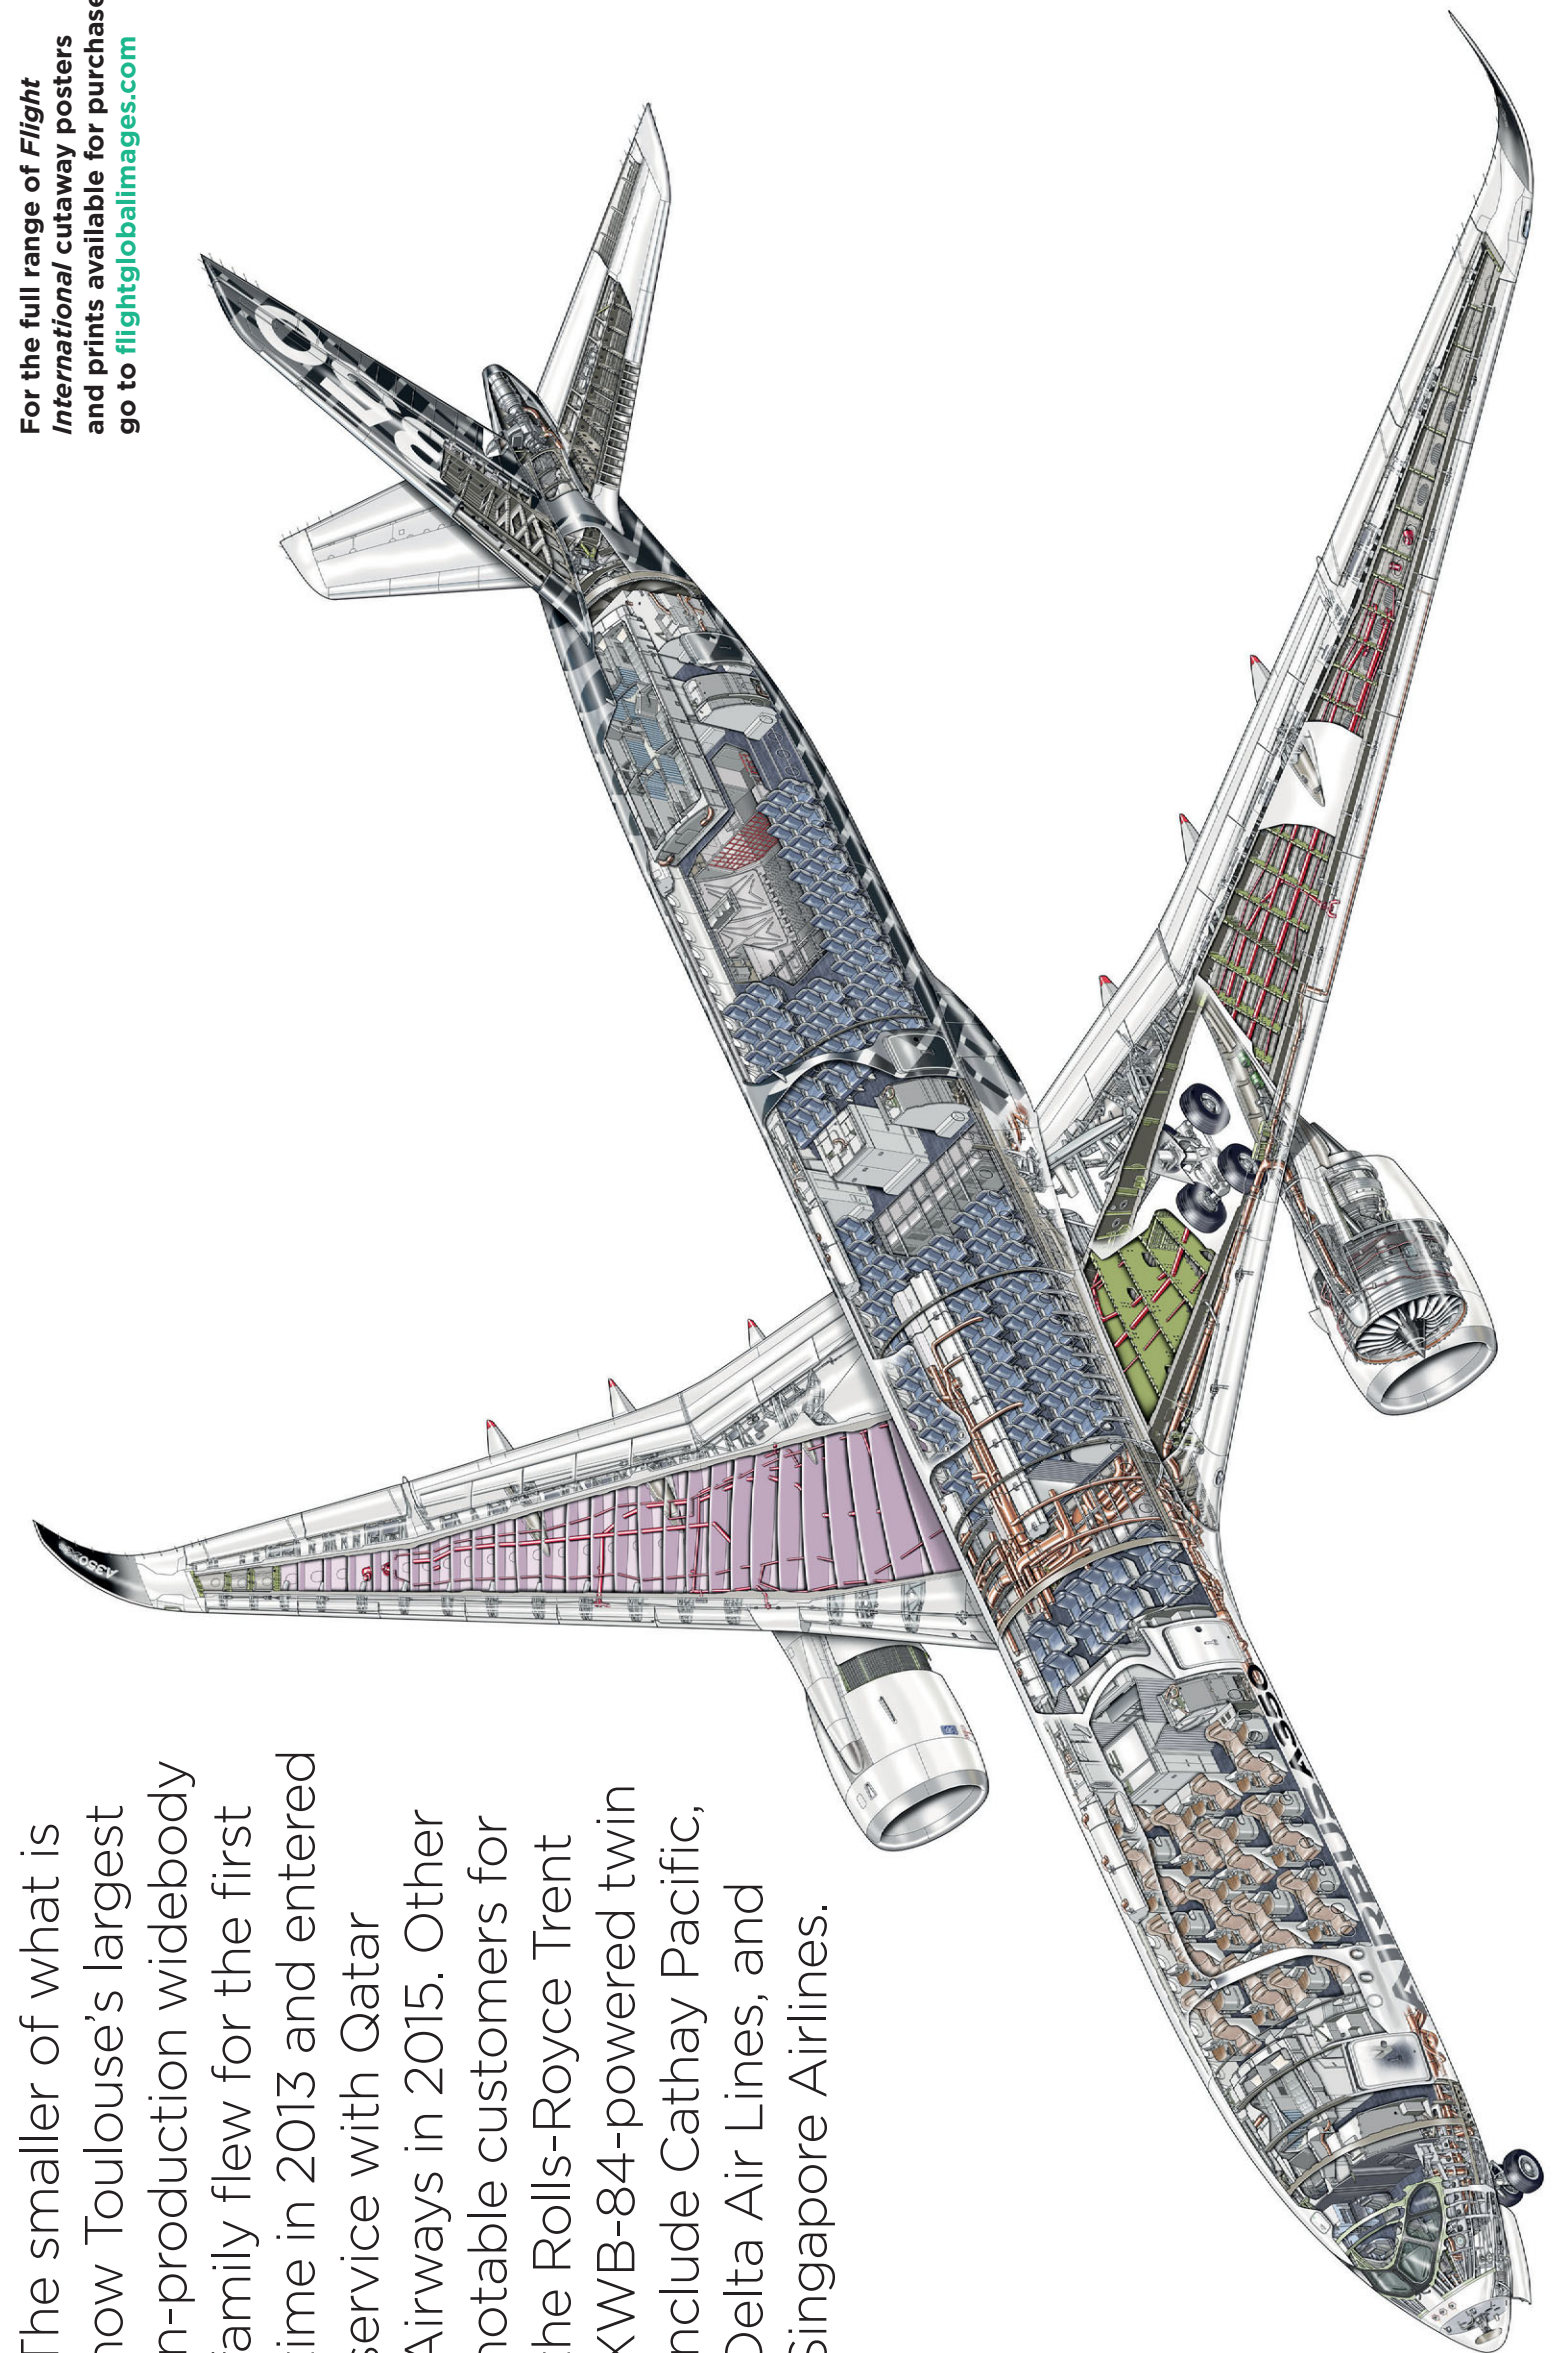 The smaller of what is
now Toulouse’s largest
n-production widebody
family flew for the first
time in 2013 and entered
service with Qatar
Airways in 2015. Other
notable customers for
the Rolls-Royce Trent
XWB-84-powered twin
nclude Cathay Pacific,
Delta Air Lines, and
Singapore Airlines.
For the full range of Flight
International cutaway posters
and prints available for purchase
go to flightglobalimages.com
A350
350
AIRBUS A350